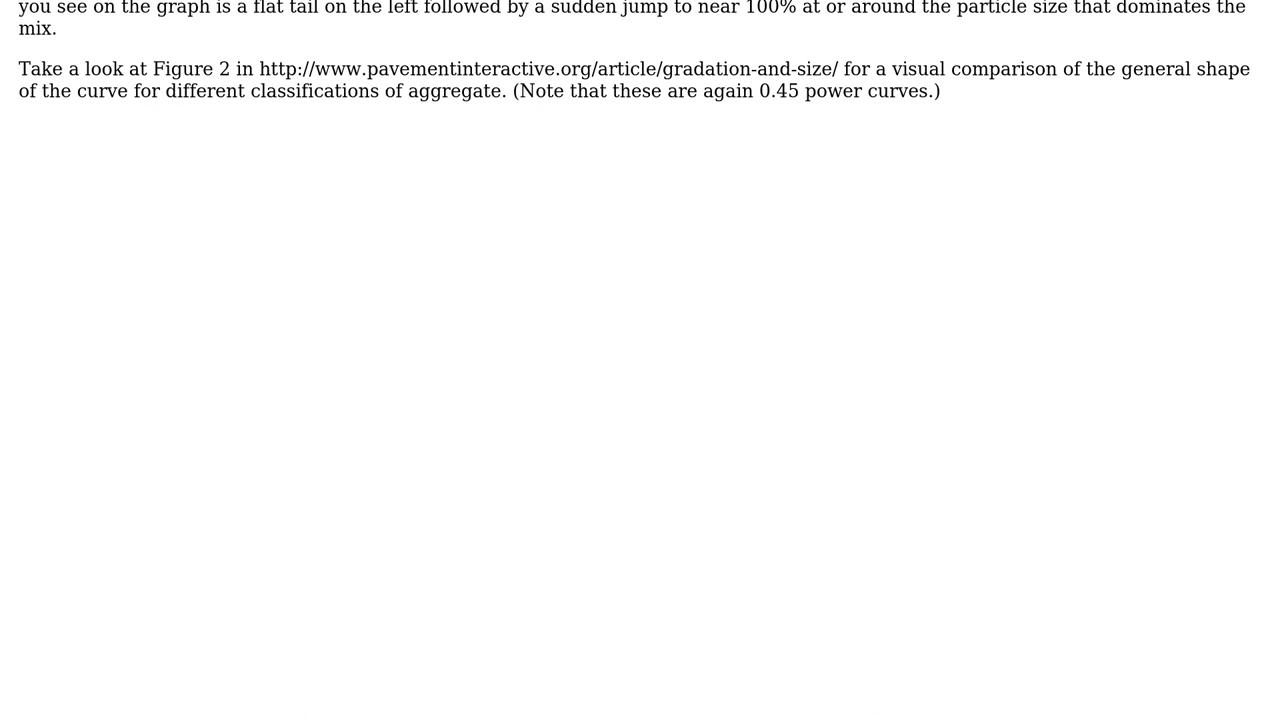 you see on the graph is a flat tail on the left followed by a sudden jump to near 100% at or around the particle size that dominates the
mix.
Take a look at Figure 2 in http://www.pavementinteractive.org/article/gradation-and-size/ for a visual comparison of the general shape
of the curve for different classifications of aggregate. (Note that these are again 0.45 power curves.)